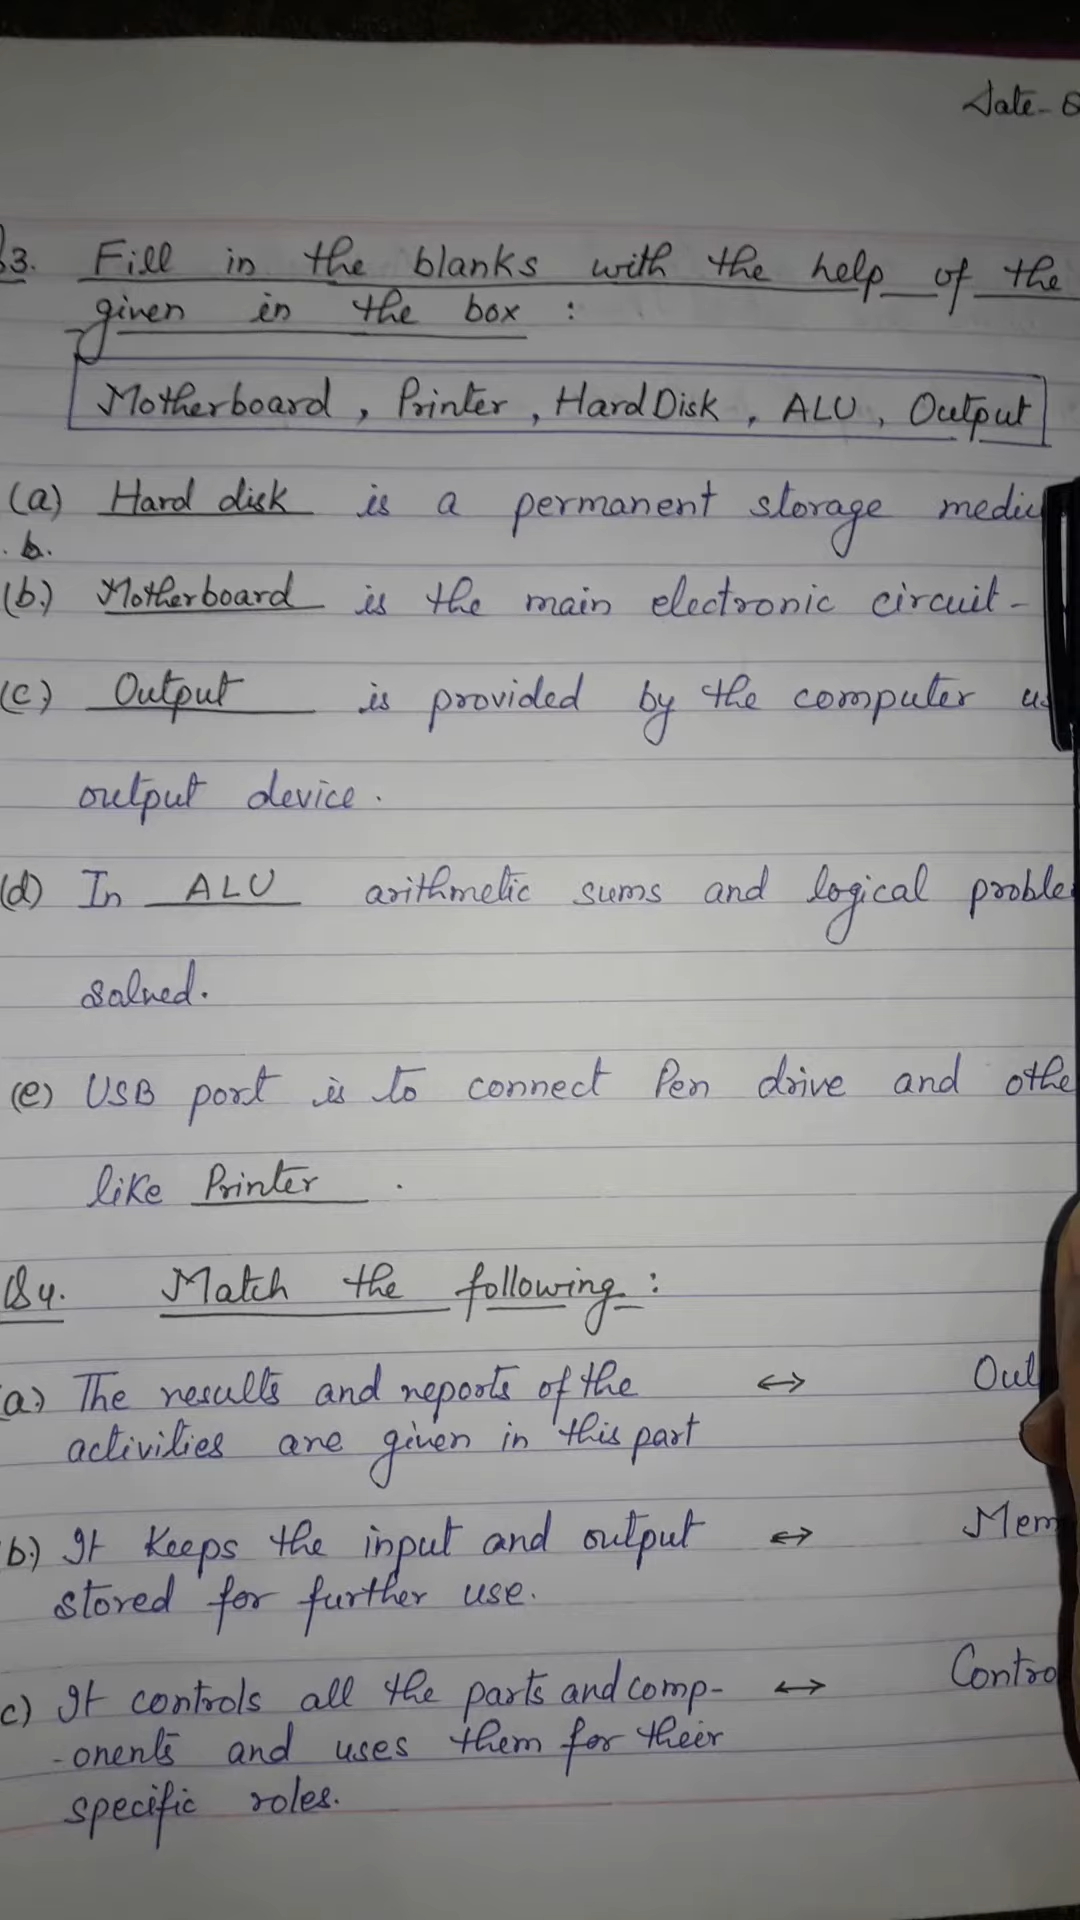 Date-
Q3. Fill in the blanks with the help of the
given in the box :
Motherboard, Printer, Hard Disk, ALU, Output
(a) Hard disk is a permanent storage
b.
(b.) Motherboard is the main electronic circuit-
(c) Output is provided by the computer
output device.
(d) In ALU arithmetic sums and logical
solved.
(e) USB port is to connect Pen drive and
like Printer.
Q4. Match the following:
(a.) The results and reports of the ↔
activities are given in this part
b.) It keeps the input and output ↔
stored for further use.
c.) It controls all the parts and comp- ↔
-onents and uses them for their
specific roles.